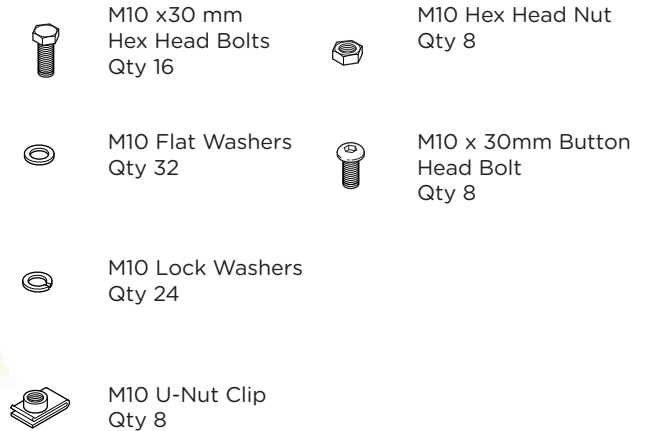 M10 x30 mm
Hex Head Bolts
Qty 16
M10 Flat Washers
Qty 32
M10 Lock Washers
Qty 24
M10 U-Nut Clip
Qty 8
M10 Hex Head Nut
Qty 8
M10 x 30mm Button
Head Bolt
Qty 8